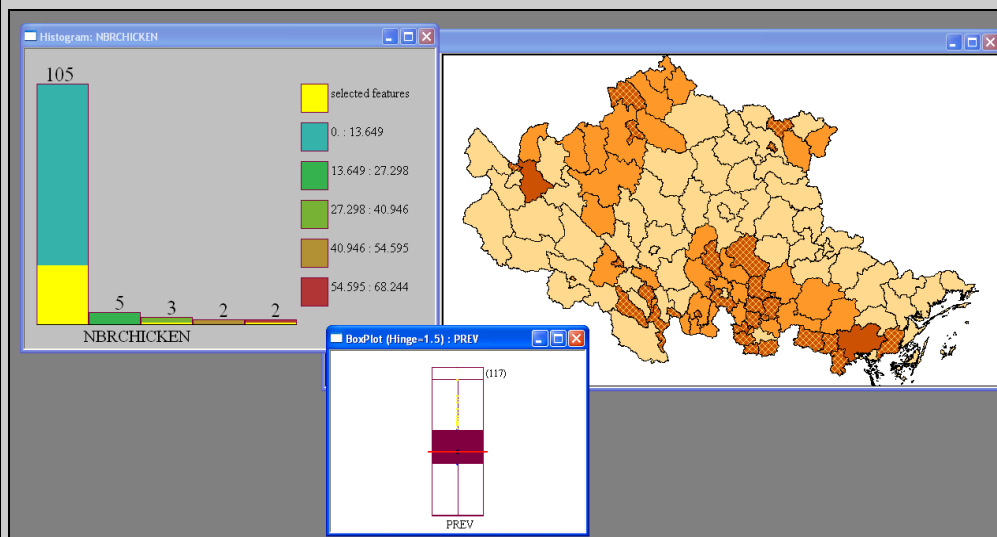 Histogram: NBRCHICKEN
105
5
3
2
2
NBRCHICKEN
selected features
0. : 13.649
13.649 : 27.298
27.298 : 40.946
40.946 : 54.595
54.595 : 68.244
BoxPlot (Hinge=1.5) : PREV
(117)
PREV